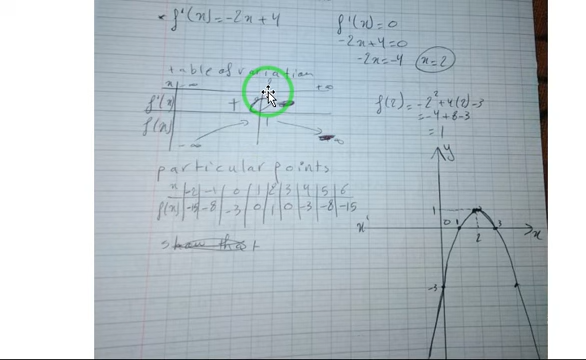 * f'(x) = -2x + 4
f'(x) = 0
-2x + 4 = 0
-2x = -4
x = 2
table of variation
x -∞ 2 +∞
f'(x) +
f(x) -∞ 1 -∞
f(2) = -2² + 4(2) - 3
= -4 + 8 - 3
= 1
particular points
x -2 -1 0 1 2 3 4 5 6
f(x) -15 -8 -3 0 1 0 -3 -8 -15
y
1
x' 0 1 2 3 x
-3